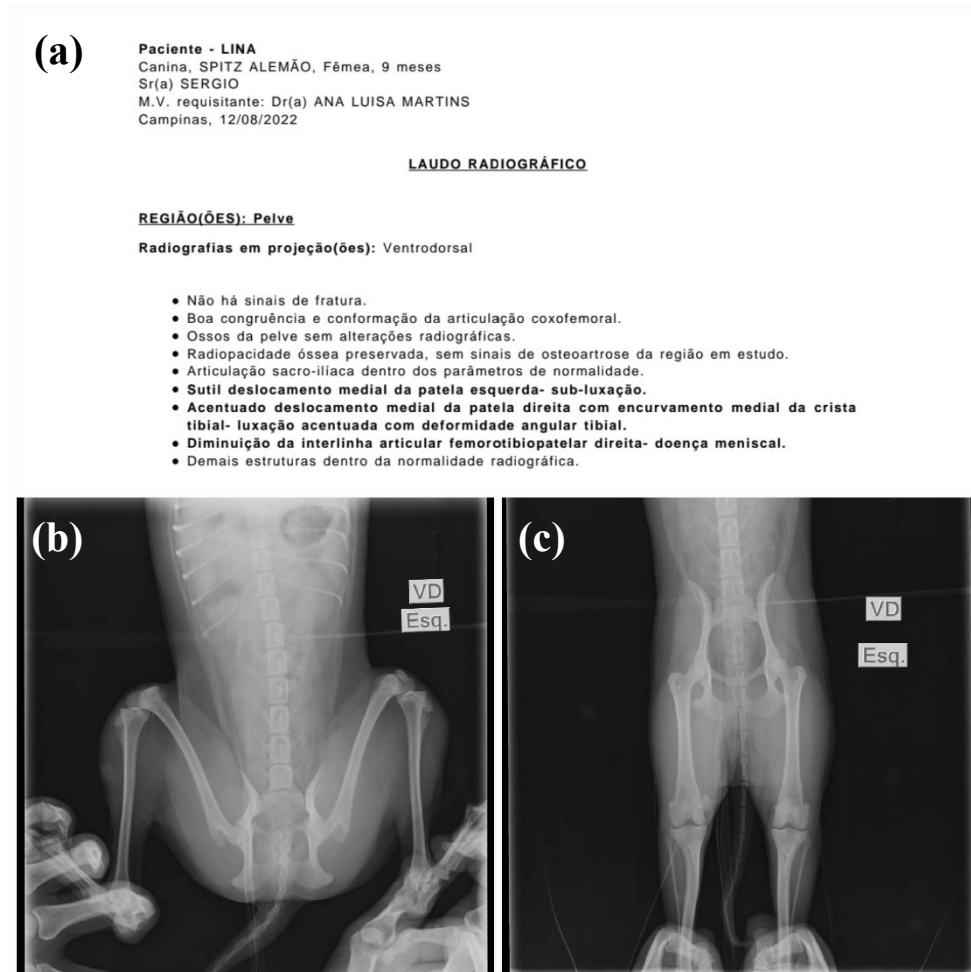 (a)
Paciente - LINA
Canina, SPITZ ALEMÃO, Fêmea, 9 meses
Sr(a) SERGIO
M.V. requisitante: Dr(a) ANA LUISA MARTINS
Campinas, 12/08/2022
LAUDO RADIOGRÁFICO
REGIÃO(ÕES): Pelve
Radiografias em projeção(ões): Ventrodorsal
• Não há sinais de fratura.
• Boa congruência e conformação da articulação coxofemoral.
• Ossos da pelve sem alterações radiográficas.
• Radiopacidade óssea preservada, sem sinais de osteoartrose da região em estudo.
• Articulação sacro-ilíaca dentro dos parâmetros de normalidade.
• Sutil deslocamento medial da patela esquerda- sub-luxação.
• Acentuado deslocamento medial da patela direita com encurvamento medial da crista
tibial- luxação acentuada com deformidade angular tibial.
• Diminuição da interlinha articular femorotibiopatelar direita- doença meniscal.
• Demais estruturas dentro da normalidade radiográfica.
(b)
VD
Esq.
(c)
VD
Esq.